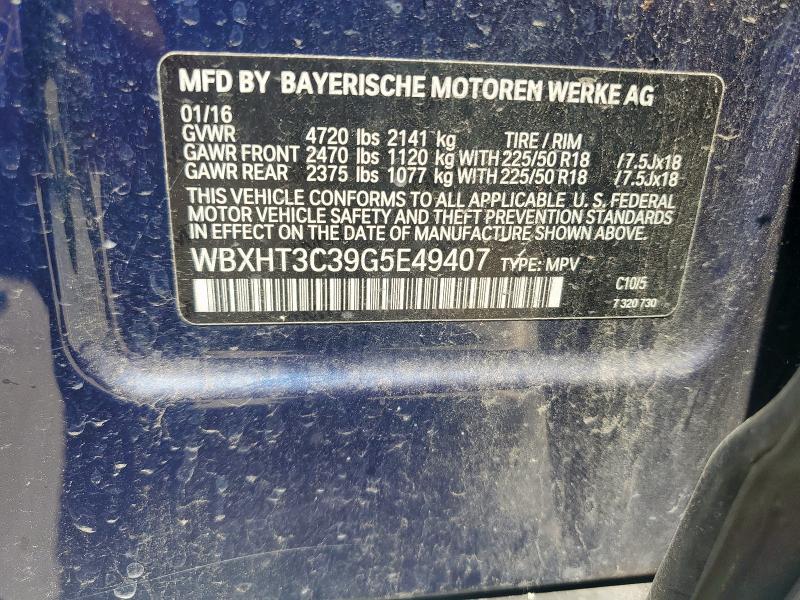 MFD BY BAYERISCHE MOTOREN WERKE AG
01/16
GVWR 4720 lbs 2141 kg TIRE / RIM
GAWR FRONT 2470 lbs 1120 kg WITH 225/50 R18 /7.5Jx18
GAWR REAR 2375 lbs 1077 kg WITH 225/50 R18 /7.5Jx18
THIS VEHICLE CONFORMS TO ALL APPLICABLE U. S. FEDERAL
MOTOR VEHICLE SAFETY AND THEFT PREVENTION STANDARDS
IN EFFECT ON THE DATE OF MANUFACTURE SHOWN ABOVE
WBXHT3C39G5E49407 TYPE: MPV
C10/5
7 320 730